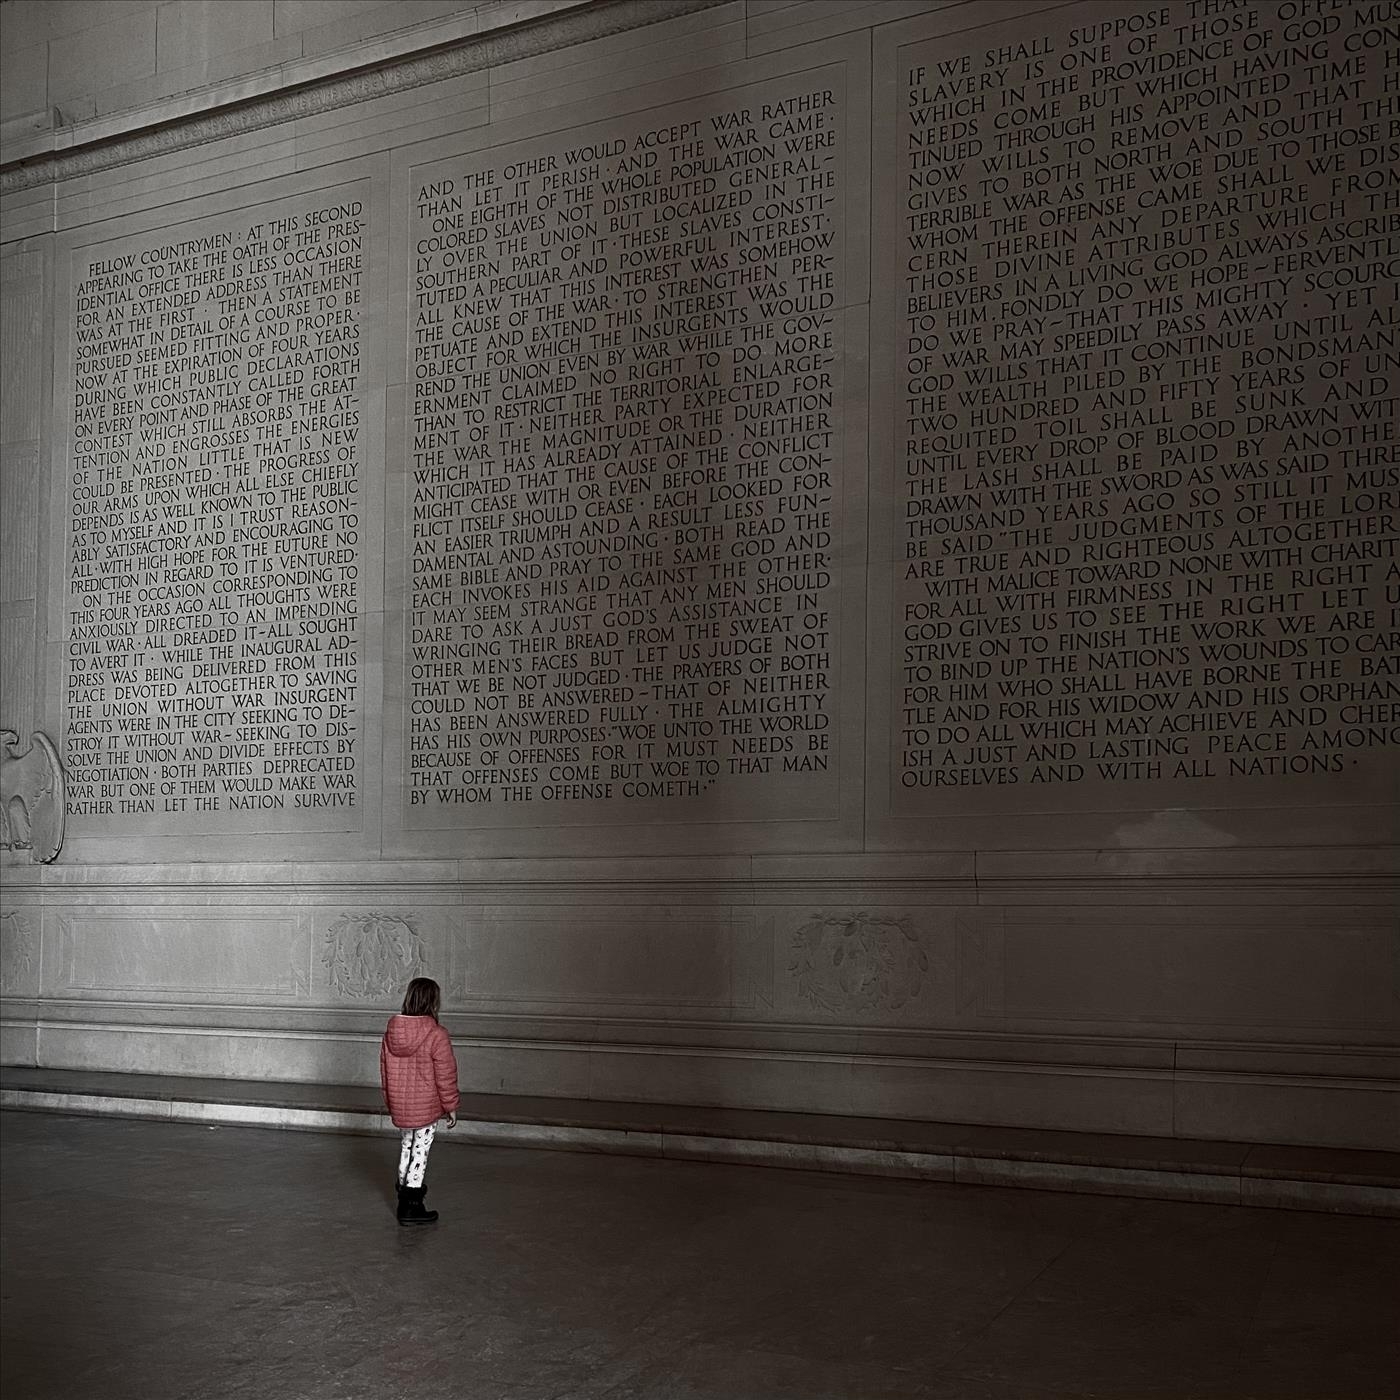 FELLOW COUNTRYMEN : AT THIS SECOND
APPEARING TO TAKE THE OATH OF THE PRES-
IDENTIAL OFFICE THERE IS LESS OCCASION
FOR AN EXTENDED ADDRESS THAN THERE
WAS AT THE FIRST · THEN A STATEMENT
SOMEWHAT IN DETAIL OF A COURSE TO BE
PURSUED SEEMED FITTING AND PROPER·
NOW AT THE EXPIRATION OF FOUR YEARS
DURING WHICH PUBLIC DECLARATIONS
HAVE BEEN CONSTANTLY CALLED FORTH
ON EVERY POINT AND PHASE OF THE GREAT
CONTEST WHICH STILL ABSORBS THE AT-
TENTION AND ENGROSSES THE ENERGIES
OF THE NATION LITTLE THAT IS NEW
COULD BE PRESENTED · THE PROGRESS OF
OUR ARMS UPON WHICH ALL ELSE CHIEFLY
DEPENDS IS AS WELL KNOWN TO THE PUBLIC
AS TO MYSELF AND IT IS I TRUST REASON-
ABLY SATISFACTORY AND ENCOURAGING TO
ALL · WITH HIGH HOPE FOR THE FUTURE NO
PREDICTION IN REGARD TO IT IS VENTURED·
ON THE OCCASION CORRESPONDING TO
THIS FOUR YEARS AGO ALL THOUGHTS WERE
ANXIOUSLY DIRECTED TO AN IMPENDING
CIVIL WAR · ALL DREADED IT-ALL SOUGHT
TO AVERT IT · WHILE THE INAUGURAL AD-
DRESS WAS BEING DELIVERED FROM THIS
PLACE DEVOTED ALTOGETHER TO SAVING
THE UNION WITHOUT WAR INSURGENT
AGENTS WERE IN THE CITY SEEKING TO DE-
STROY IT WITHOUT WAR-SEEKING TO DIS-
SOLVE THE UNION AND DIVIDE EFFECTS BY
NEGOTIATION · BOTH PARTIES DEPRECATED
WAR BUT ONE OF THEM WOULD MAKE WAR
RATHER THAN LET THE NATION SURVIVE
AND THE OTHER WOULD ACCEPT WAR RATHER
THAN LET IT PERISH · AND THE WAR CAME·
ONE EIGHTH OF THE WHOLE POPULATION WERE
COLORED SLAVES NOT DISTRIBUTED GENERAL-
LY OVER THE UNION BUT LOCALIZED IN THE
SOUTHERN PART OF IT · THESE SLAVES CONSTI-
TUTED A PECULIAR AND POWERFUL INTEREST·
ALL KNEW THAT THIS INTEREST WAS SOMEHOW
THE CAUSE OF THE WAR · TO STRENGTHEN PER-
PETUATE AND EXTEND THIS INTEREST WAS THE
OBJECT FOR WHICH THE INSURGENTS WOULD
REND THE UNION EVEN BY WAR WHILE THE GOV-
ERNMENT CLAIMED NO RIGHT TO DO MORE
THAN TO RESTRICT THE TERRITORIAL ENLARGE-
MENT OF IT · NEITHER PARTY EXPECTED FOR
THE WAR THE MAGNITUDE OR THE DURATION
WHICH IT HAS ALREADY ATTAINED · NEITHER
ANTICIPATED THAT THE CAUSE OF THE CONFLICT
MIGHT CEASE WITH OR EVEN BEFORE THE CON-
FLICT ITSELF SHOULD CEASE · EACH LOOKED FOR
AN EASIER TRIUMPH AND A RESULT LESS FUN-
DAMENTAL AND ASTOUNDING · BOTH READ THE
SAME BIBLE AND PRAY TO THE SAME GOD AND
EACH INVOKES HIS AID AGAINST THE OTHER·
IT MAY SEEM STRANGE THAT ANY MEN SHOULD
DARE TO ASK A JUST GOD'S ASSISTANCE IN
WRINGING THEIR BREAD FROM THE SWEAT OF
OTHER MEN'S FACES BUT LET US JUDGE NOT
THAT WE BE NOT JUDGED · THE PRAYERS OF BOTH
COULD NOT BE ANSWERED - THAT OF NEITHER
HAS BEEN ANSWERED FULLY · THE ALMIGHTY
HAS HIS OWN PURPOSES·"WOE UNTO THE WORLD
BECAUSE OF OFFENSES FOR IT MUST NEEDS BE
THAT OFFENSES COME BUT WOE TO THAT MAN
BY WHOM THE OFFENSE COMETH·"
IF WE SHALL SUPPOSE THAT
SLAVERY IS ONE OF THOSE OFFEN
WHICH IN THE PROVIDENCE OF GOD MU
NEEDS COME BUT WHICH HAVING CON
TINUED THROUGH HIS APPOINTED TIME H
NOW WILLS TO REMOVE AND THAT H
GIVES TO BOTH NORTH AND SOUTH TH
TERRIBLE WAR AS THE WOE DUE TO THOSE
WHOM THE OFFENSE CAME SHALL WE DIS
CERN THEREIN ANY DEPARTURE FROM
THOSE DIVINE ATTRIBUTES WHICH TH
BELIEVERS IN A LIVING GOD ALWAYS ASCRI
TO HIM · FONDLY DO WE HOPE-FERVENTL
DO WE PRAY-THAT THIS MIGHTY SCOURG
OF WAR MAY SPEEDILY PASS AWAY · YET I
GOD WILLS THAT IT CONTINUE UNTIL AL
THE WEALTH PILED BY THE BONDSMAN
TWO HUNDRED AND FIFTY YEARS OF UN
REQUITED TOIL SHALL BE SUNK AND
UNTIL EVERY DROP OF BLOOD DRAWN WIT
THE LASH SHALL BE PAID BY ANOTHE
DRAWN WITH THE SWORD AS WAS SAID THRE
THOUSAND YEARS AGO SO STILL IT MUS
BE SAID "THE JUDGMENTS OF THE LOR
ARE TRUE AND RIGHTEOUS ALTOGETHER
WITH MALICE TOWARD NONE WITH CHARIT
FOR ALL WITH FIRMNESS IN THE RIGHT A
GOD GIVES US TO SEE THE RIGHT LET U
STRIVE ON TO FINISH THE WORK WE ARE I
TO BIND UP THE NATION'S WOUNDS TO CAR
FOR HIM WHO SHALL HAVE BORNE THE BAT
TLE AND FOR HIS WIDOW AND HIS ORPHAN
TO DO ALL WHICH MAY ACHIEVE AND CHER
ISH A JUST AND LASTING PEACE AMONG
OURSELVES AND WITH ALL NATIONS ·